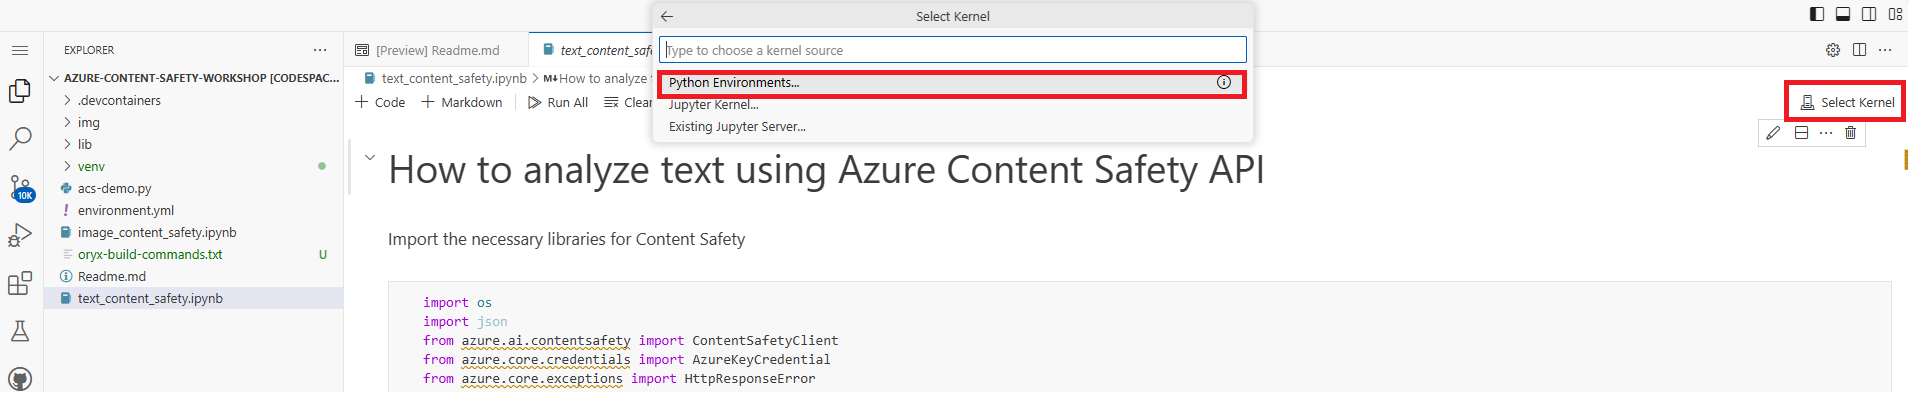 Select Kernel
Type to choose a kernel source
Python Environments...
Jupyter Kernel...
Existing Jupyter Server...
EXPLORER
AZURE-CONTENT-SAFETY-WORKSHOP [CODESPAC...
.devcontainers
img
lib
venv
acs-demo.py
environment.yml
image_content_safety.ipynb
oryx-build-commands.txt U
Readme.md
text_content_safety.ipynb
10K
[Preview] Readme.md
text_content_safe
text_content_safety.ipynb > M↓How to analyze t
+ Code + Markdown Run All Clear
Select Kernel
How to analyze text using Azure Content Safety API
Import the necessary libraries for Content Safety
import os
import json
from azure.ai.contentsafety import ContentSafetyClient
from azure.core.credentials import AzureKeyCredential
from azure.core.exceptions import HttpResponseError